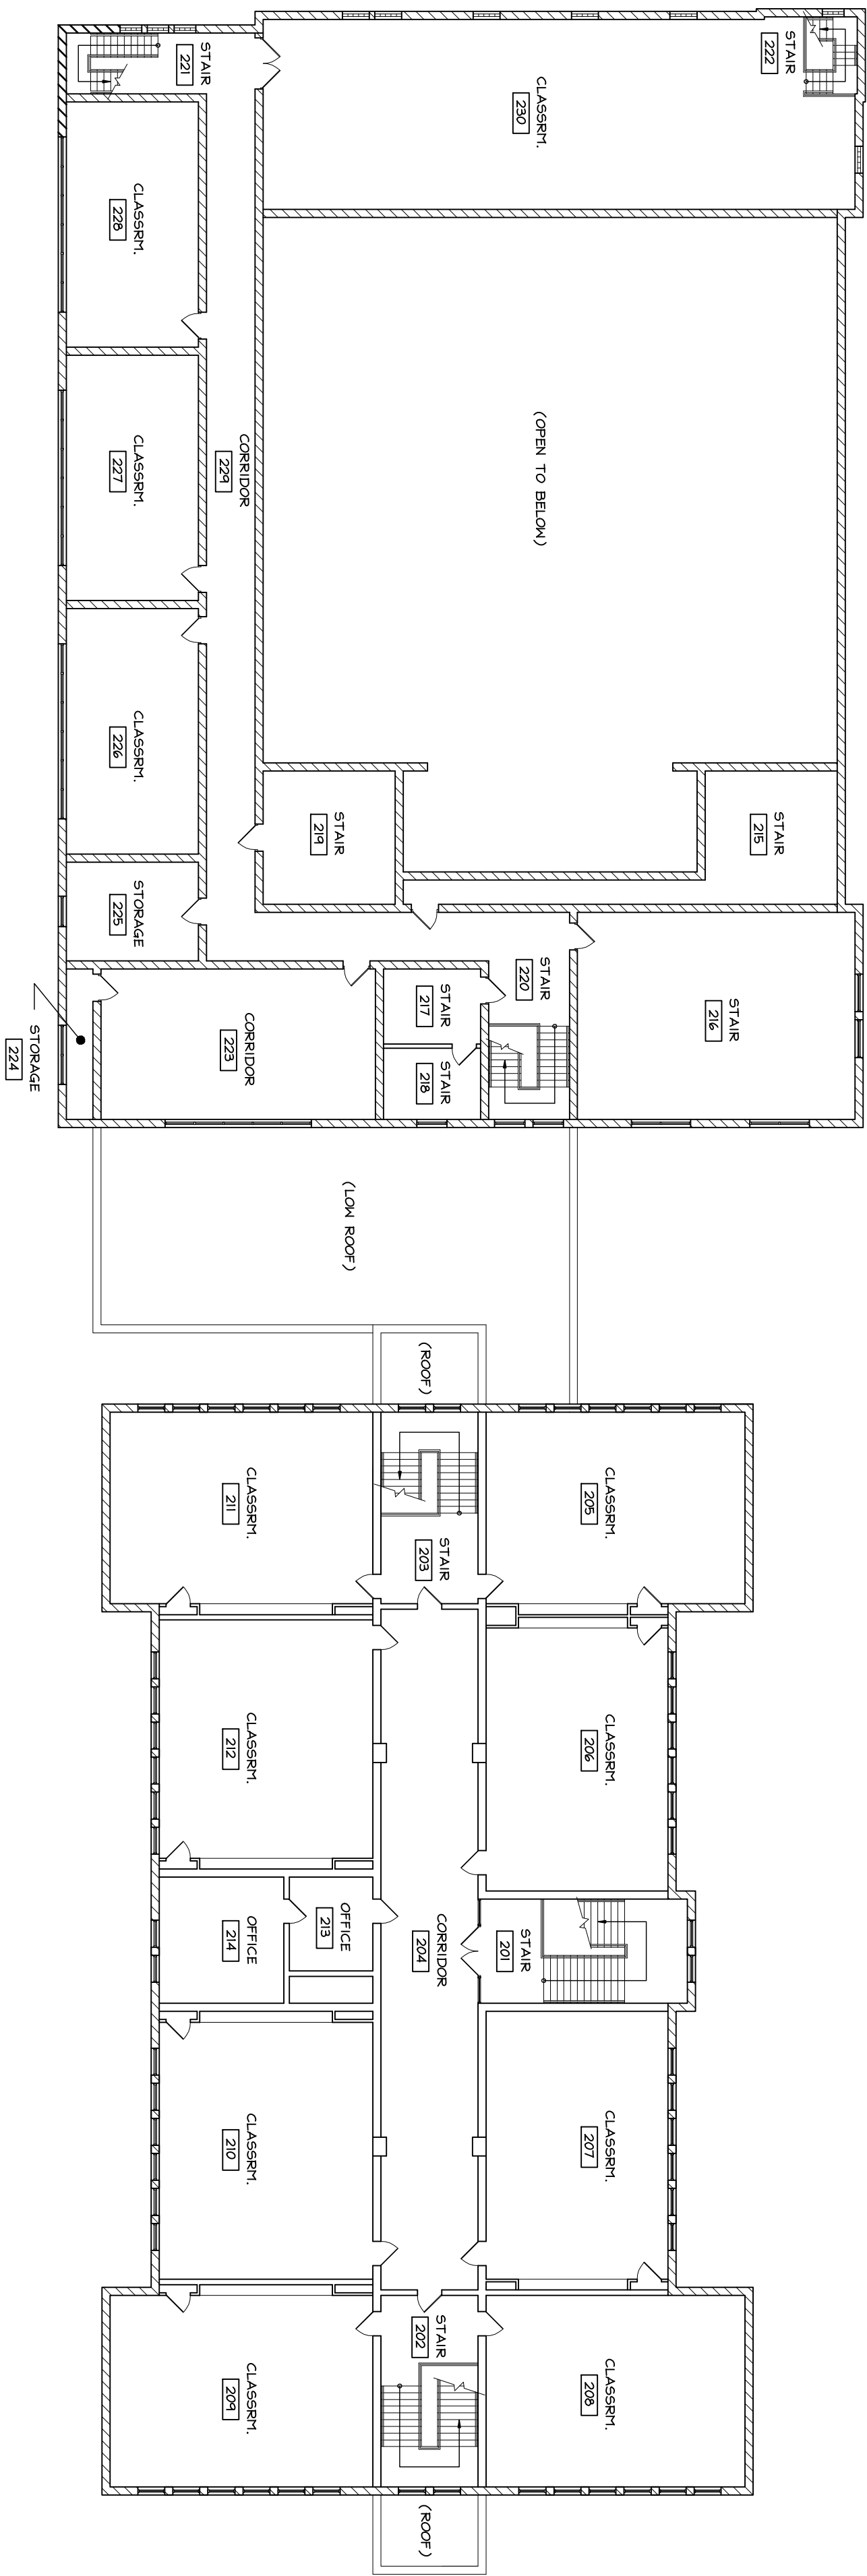 STAIR
222
CLASSRM.
230
STAIR
221
CLASSRM.
228
CORRIDOR
229
(OPEN TO BELOW)
CLASSRM.
227
CLASSRM.
226
STAIR
215
STAIR
219
STORAGE
225
STAIR
216
STAIR
220
STAIR
217
STAIR
218
CORRIDOR
223
STORAGE
224
(LOW ROOF)
(ROOF)
CLASSRM.
205
STAIR
203
CLASSRM.
211
CLASSRM.
206
CLASSRM.
212
STAIR
201
CORRIDOR
204
OFFICE
213
OFFICE
214
CLASSRM.
207
CLASSRM.
210
CLASSRM.
208
STAIR
202
CLASSRM.
209
(ROOF)